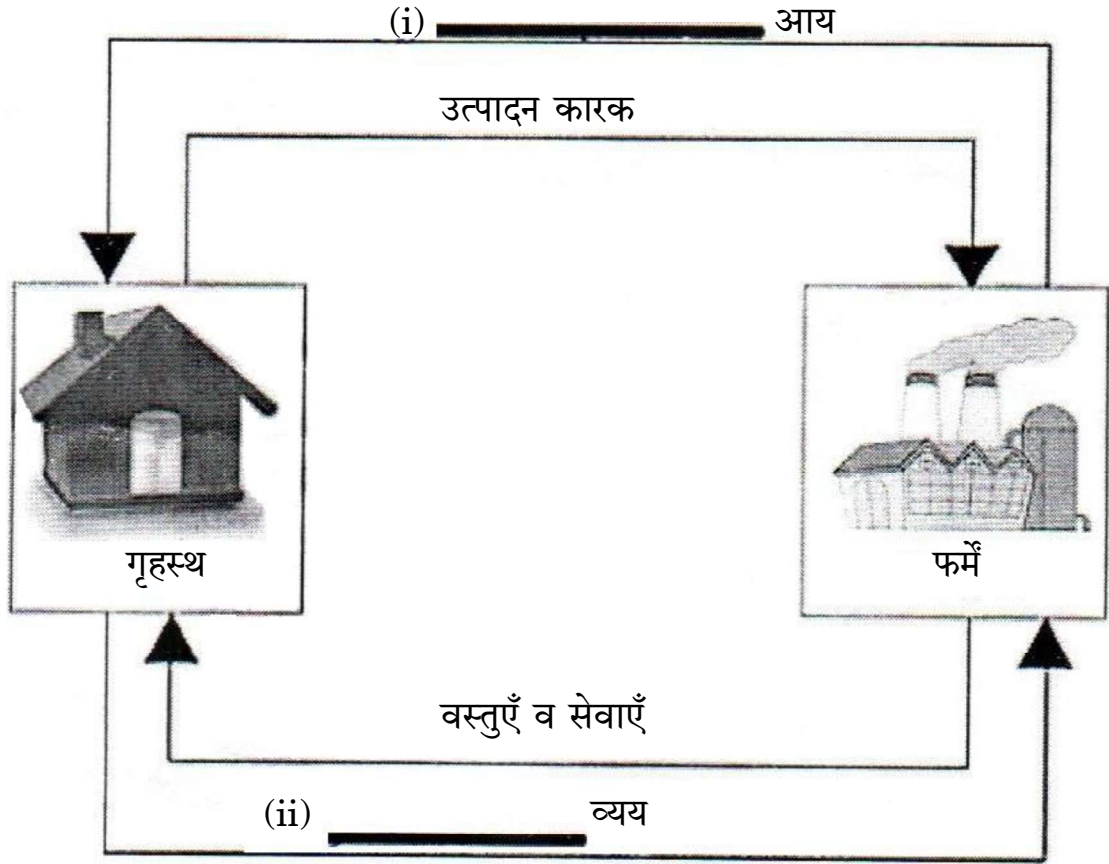 (i) आय
उत्पादन कारक
गृहस्थ
फर्में
वस्तुएँ व सेवाएँ
(ii) व्यय